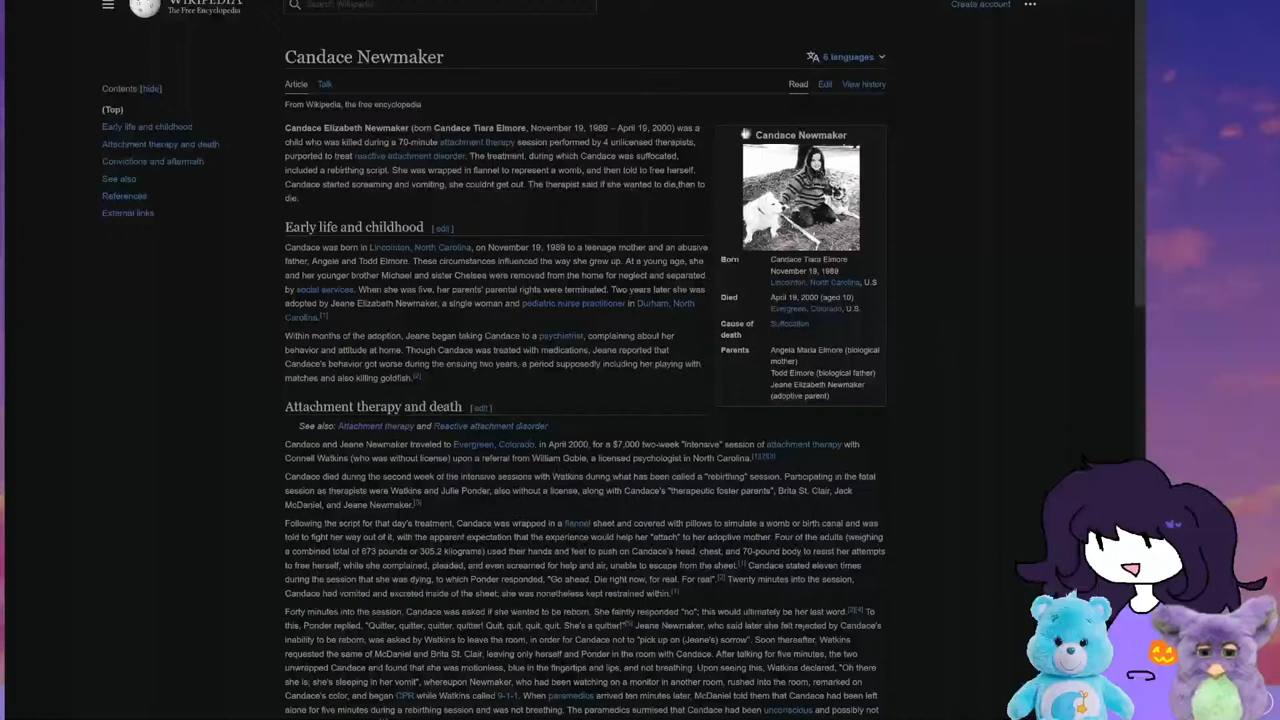 WIKIPEDIA
The Free Encyclopedia
Search Wikipedia
Create account
Candace Newmaker
6 languages
Contents [hide]
(Top)
Early life and childhood
Attachment therapy and death
Convictions and aftermath
See also
References
External links
Article Talk
Read Edit View history
From Wikipedia, the free encyclopedia
Candace Elizabeth Newmaker (born Candace Tiara Elmore, November 19, 1989 – April 19, 2000) was a
child who was killed during a 70-minute attachment therapy session performed by 4 unlicensed therapists,
purported to treat reactive attachment disorder. The treatment, during which Candace was suffocated,
included a rebirthing script. She was wrapped in flannel to represent a womb, and then told to free herself.
Candace started screaming and vomiting, she couldnt get out. The therapist said if she wanted to die,then to
die.
Candace Newmaker
Born Candace Tiara Elmore
November 19, 1989
Lincolnton, North Carolina, U.S
Died April 19, 2000 (aged 10)
Evergreen, Colorado, U.S.
Cause of death Suffocation
Parents Angela Maria Elmore (biological
mother)
Todd Elmore (biological father)
Jeane Elizabeth Newmaker
(adoptive parent)
Early life and childhood [ edit ]
Candace was born in Lincolnton, North Carolina, on November 19, 1989 to a teenage mother and an abusive
father, Angele and Todd Elmore. These circumstances influenced the way she grew up. At a young age, she
and her younger brother Michael and sister Chelsea were removed from the home for neglect and separated
by social services. When she was five, her parents' parental rights were terminated. Two years later she was
adopted by Jeane Elizabeth Newmaker, a single woman and pediatric nurse practitioner in Durham, North
Carolina.[1]
Within months of the adoption, Jeane began taking Candace to a psychiatrist, complaining about her
behavior and attitude at home. Though Candace was treated with medications, Jeane reported that
Candace's behavior got worse during the ensuing two years, a period supposedly including her playing with
matches and also killing goldfish.[2]
Attachment therapy and death [ edit ]
See also: Attachment therapy and Reactive attachment disorder
Candace and Jeane Newmaker traveled to Evergreen, Colorado, in April 2000, for a $7,000 two-week "intensive" session of attachment therapy with
Connell Watkins (who was without license) upon a referral from William Goble, a licensed psychologist in North Carolina.[1][2][3]
Candace died during the second week of the intensive sessions with Watkins during what has been called a "rebirthing" session. Participating in the fatal
session as therapists were Watkins and Julie Ponder, also without a license, along with Candace's "therapeutic foster parents", Brita St. Clair, Jack
McDaniel, and Jeane Newmaker.[3]
Following the script for that day's treatment, Candace was wrapped in a flannel sheet and covered with pillows to simulate a womb or birth canal and was
told to fight her way out of it, with the apparent expectation that the experience would help her "attach" to her adoptive mother. Four of the adults (weighing
a combined total of 673 pounds or 305.2 kilograms) used their hands and feet to push on Candace's head, chest, and 70-pound body to resist her attempts
to free herself, while she complained, pleaded, and even screamed for help and air, unable to escape from the sheet.[1] Candace stated eleven times
during the session that she was dying, to which Ponder responded, "Go ahead. Die right now, for real. For real".[2] Twenty minutes into the session,
Candace had vomited and excreted inside of the sheet; she was nonetheless kept restrained within.[1]
Forty minutes into the session, Candace was asked if she wanted to be reborn. She faintly responded "no"; this would ultimately be her last word.[2][4] To
this, Ponder replied, "Quitter, quitter, quitter, quitter! Quit, quit, quit, quit. She's a quitter!"[5] Jeane Newmaker, who said later she felt rejected by Candace's
inability to be reborn, was asked by Watkins to leave the room, in order for Candace not to "pick up on (Jeane's) sorrow". Soon thereafter, Watkins
requested the same of McDaniel and Brita St. Clair, leaving only herself and Ponder in the room with Candace. After talking for five minutes, the two
unwrapped Candace and found that she was motionless, blue in the fingertips and lips, and not breathing. Upon seeing this, Watkins declared, "Oh there
she is; she's sleeping in her vomit", whereupon Newmaker, who had been watching on a monitor in another room, rushed into the room, remarked on
Candace's color, and began CPR while Watkins called 9-1-1. When paramedics arrived ten minutes later, McDaniel told them that Candace had been left
alone for five minutes during a rebirthing session and was not breathing. The paramedics surmised that Candace had been unconscious and possibly not